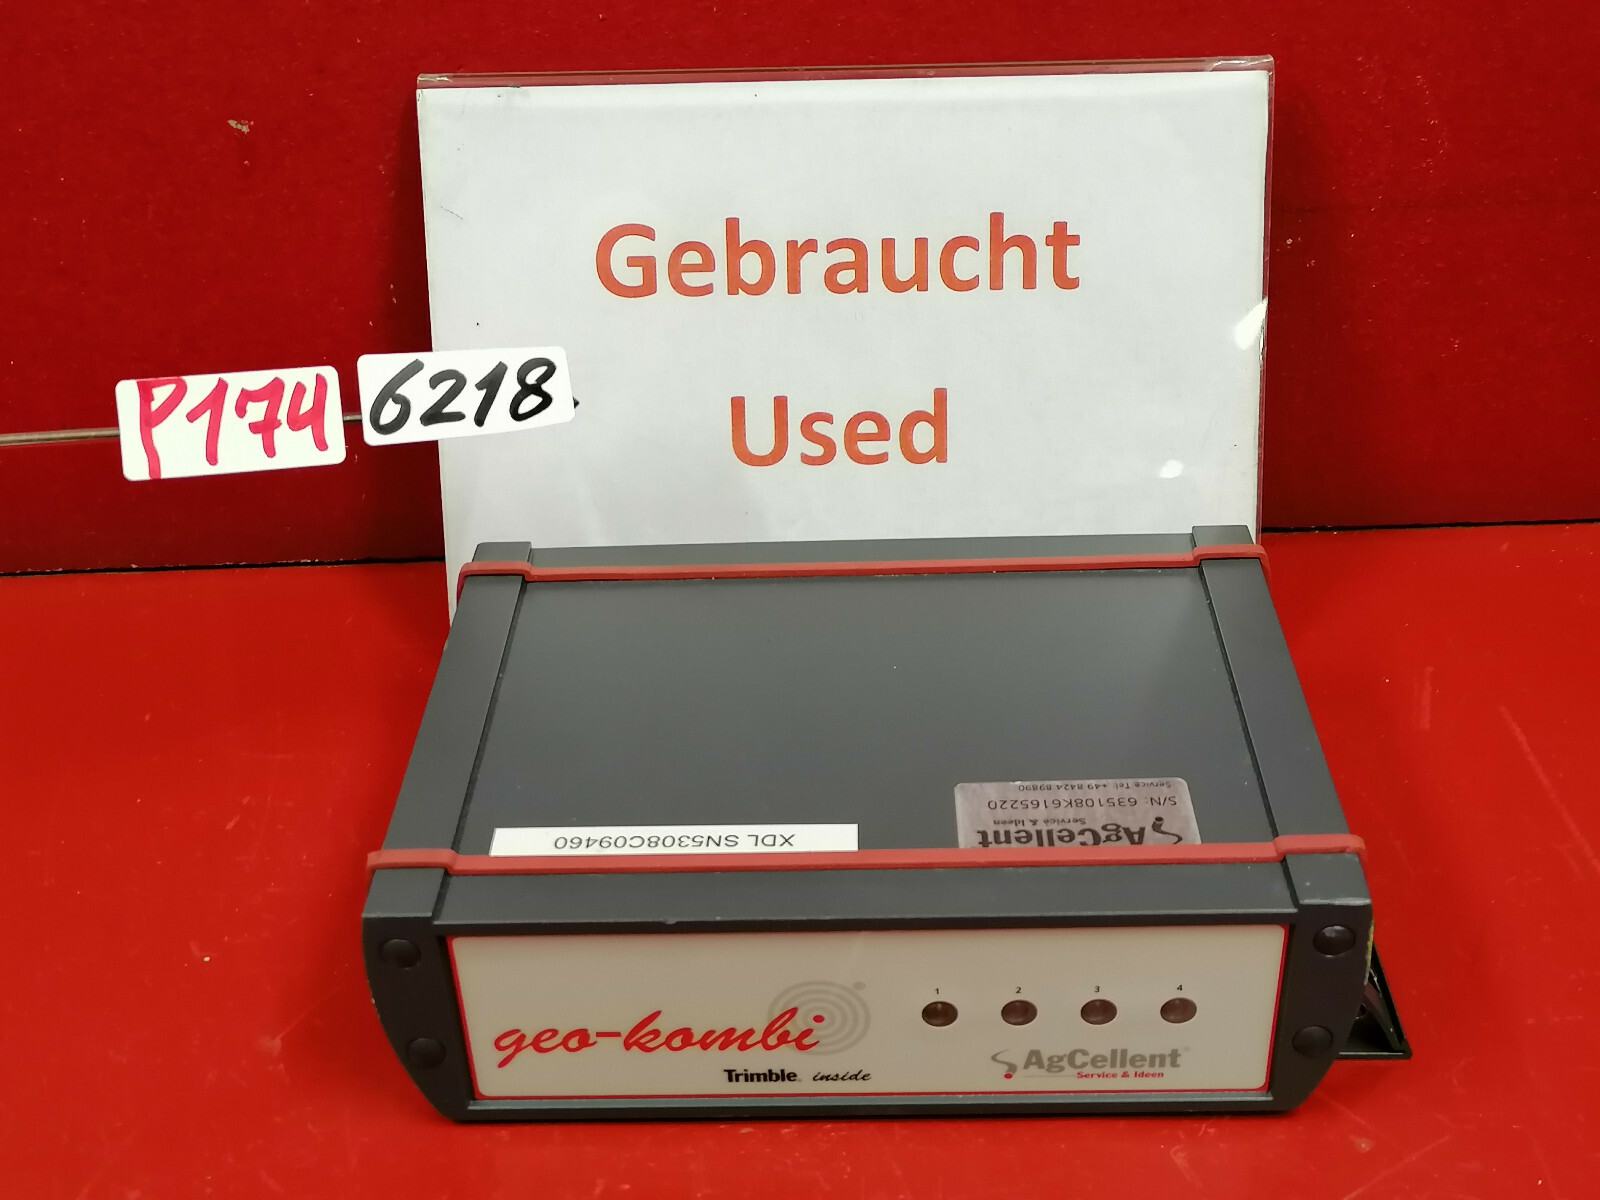 Gebraucht
Used
P174
6218
Service Tel: +49 8424 89890
S/N: 635108K6165220
Service & Ideen
AgCellent
XDL SN5308C09460
1 2 3 4
geo-kombi
Trimble inside
AgCellent
Service & Ideen